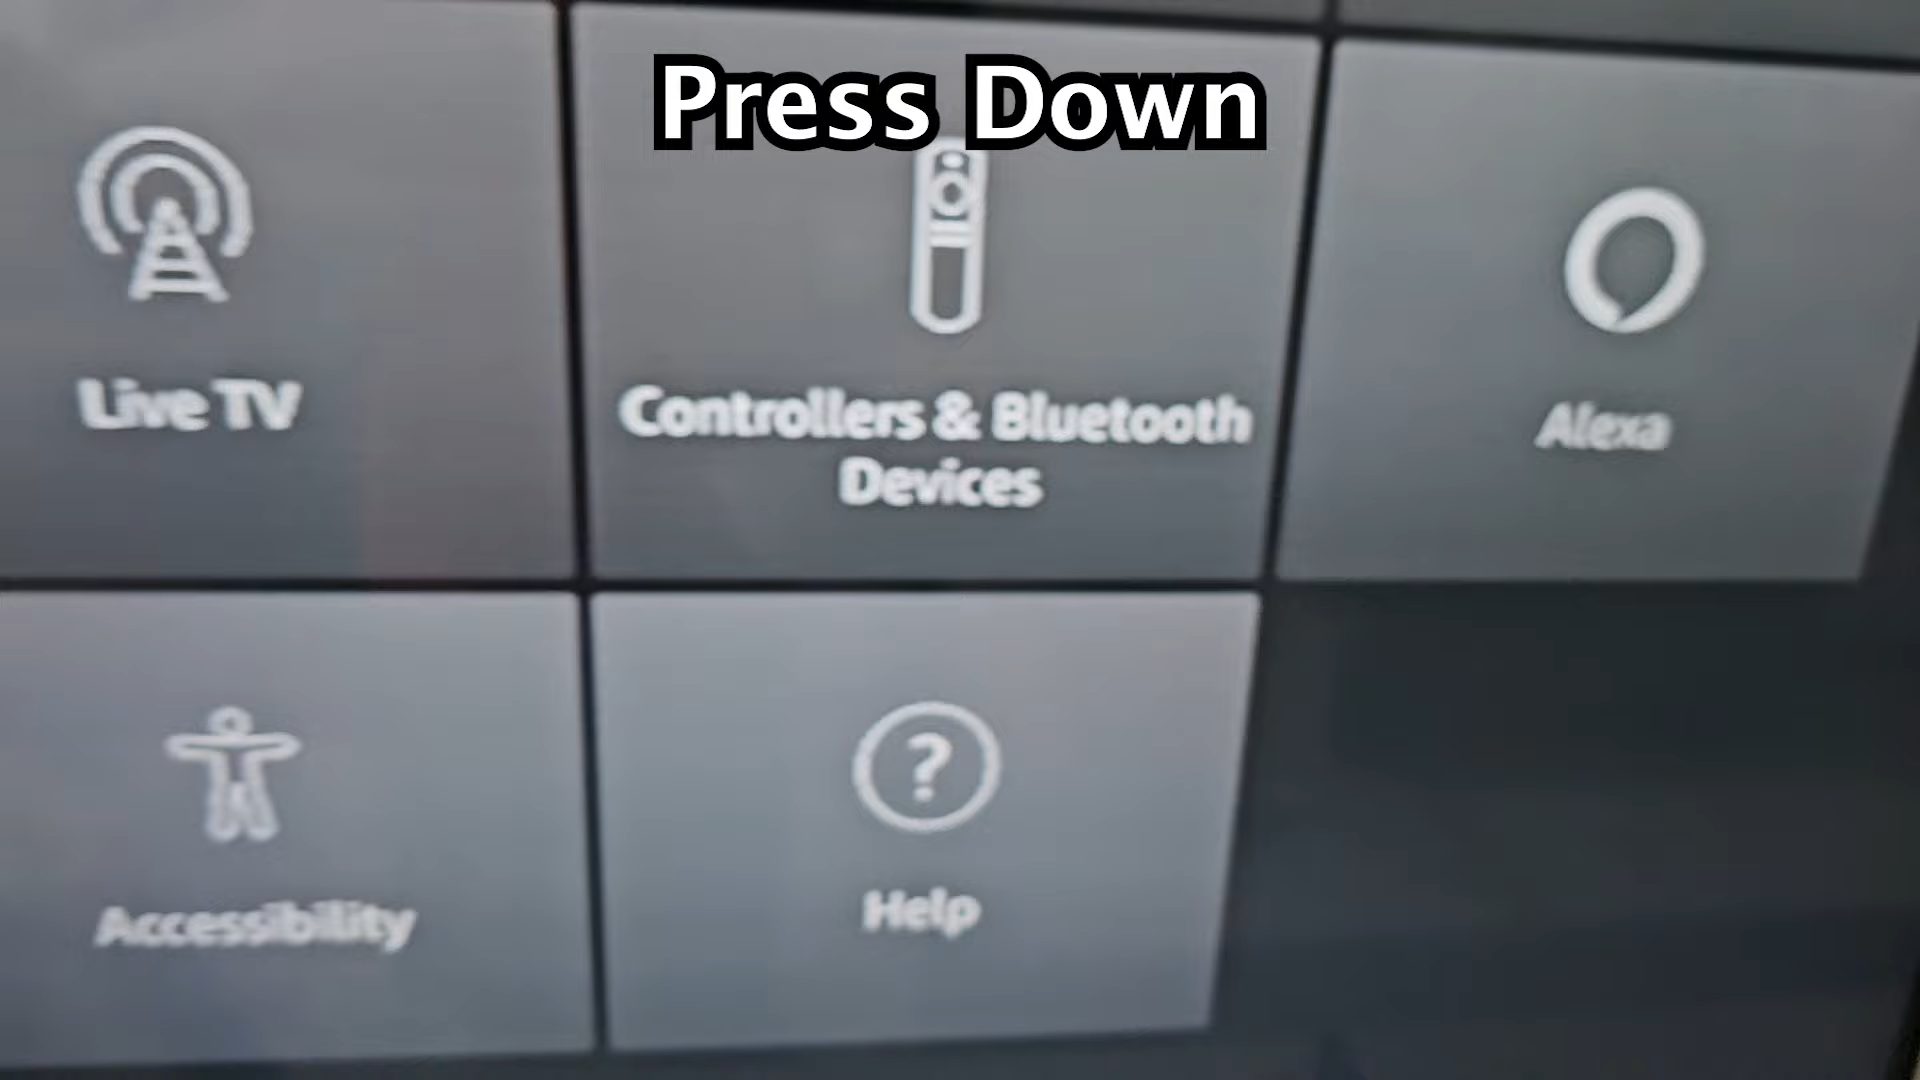 Press Down
Live TV
Controllers & Bluetooth
Devices
Alexa
Accessibility
?
Help